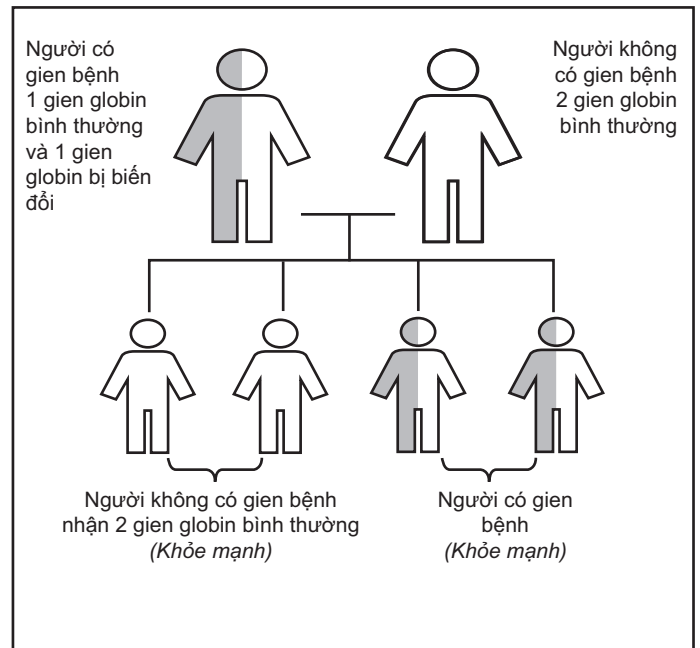 Người có
gien bệnh
1 gien globin
bình thường
và 1 gien
globin bị biến
đổi
Người không
có gien bệnh
2 gien globin
bình thường
Người không có gien bệnh
nhận 2 gien globin bình thường
(Khỏe mạnh)
Người có gien
bệnh
(Khỏe mạnh)